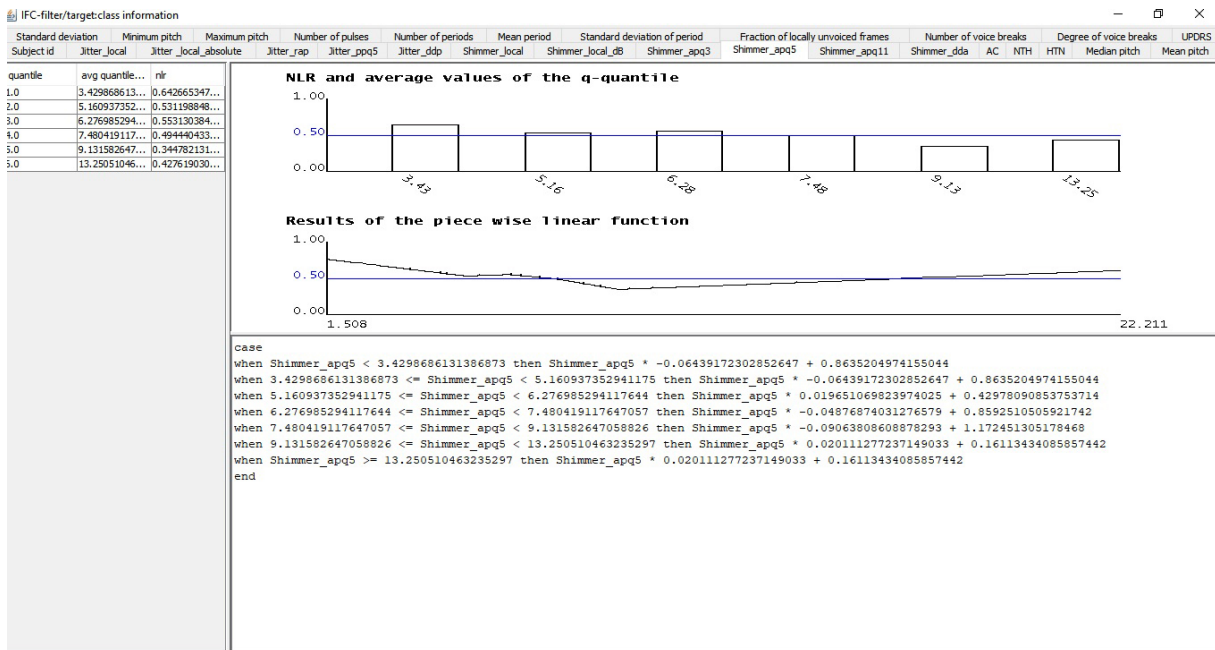 IFC-filter/target:class information
Standard deviation Minimum pitch Maximum pitch Number of pulses Number of periods Mean period Standard deviation of period Fraction of locally unvoiced frames Number of voice breaks Degree of voice breaks UPDRS
Subject id Jitter_local Jitter _local_absolute Jitter_rap Jitter_ppq5 Jitter_ddp Shimmer_local Shimmer_local_dB Shimmer_apq3 Shimmer_apq5 Shimmer_apq11 Shimmer_dda AC NTH HTN Median pitch Mean pitch
quantile avg quantile... nlr
1.0 3.429868613... 0.642665347...
2.0 5.160937352... 0.531198848...
3.0 6.276985294... 0.553130384...
4.0 7.480419117... 0.494440433...
5.0 9.131582647... 0.344782131...
6.0 13.25051046... 0.427619030...
NLR and average values of the q-quantile
1.00
0.50
0.00
3.43 5.16 6.28 7.48 9.13 13.25
Results of the piece wise linear function
1.00
0.50
0.00
1.508 22.211
case
when Shimmer_apq5 < 3.4298686131386873 then Shimmer_apq5 * -0.06439172302852647 + 0.8635204974155044
when 3.4298686131386873 <= Shimmer_apq5 < 5.160937352941175 then Shimmer_apq5 * -0.06439172302852647 + 0.8635204974155044
when 5.160937352941175 <= Shimmer_apq5 < 6.276985294117644 then Shimmer_apq5 * 0.019651069823974025 + 0.42978090853753714
when 6.276985294117644 <= Shimmer_apq5 < 7.480419117647057 then Shimmer_apq5 * -0.04876874031276579 + 0.8592510505921742
when 7.480419117647057 <= Shimmer_apq5 < 9.131582647058826 then Shimmer_apq5 * -0.09063808608878293 + 1.172451305178468
when 9.131582647058826 <= Shimmer_apq5 < 13.250510463235297 then Shimmer_apq5 * 0.020111277237149033 + 0.16113434085857442
when Shimmer_apq5 >= 13.250510463235297 then Shimmer_apq5 * 0.020111277237149033 + 0.16113434085857442
end